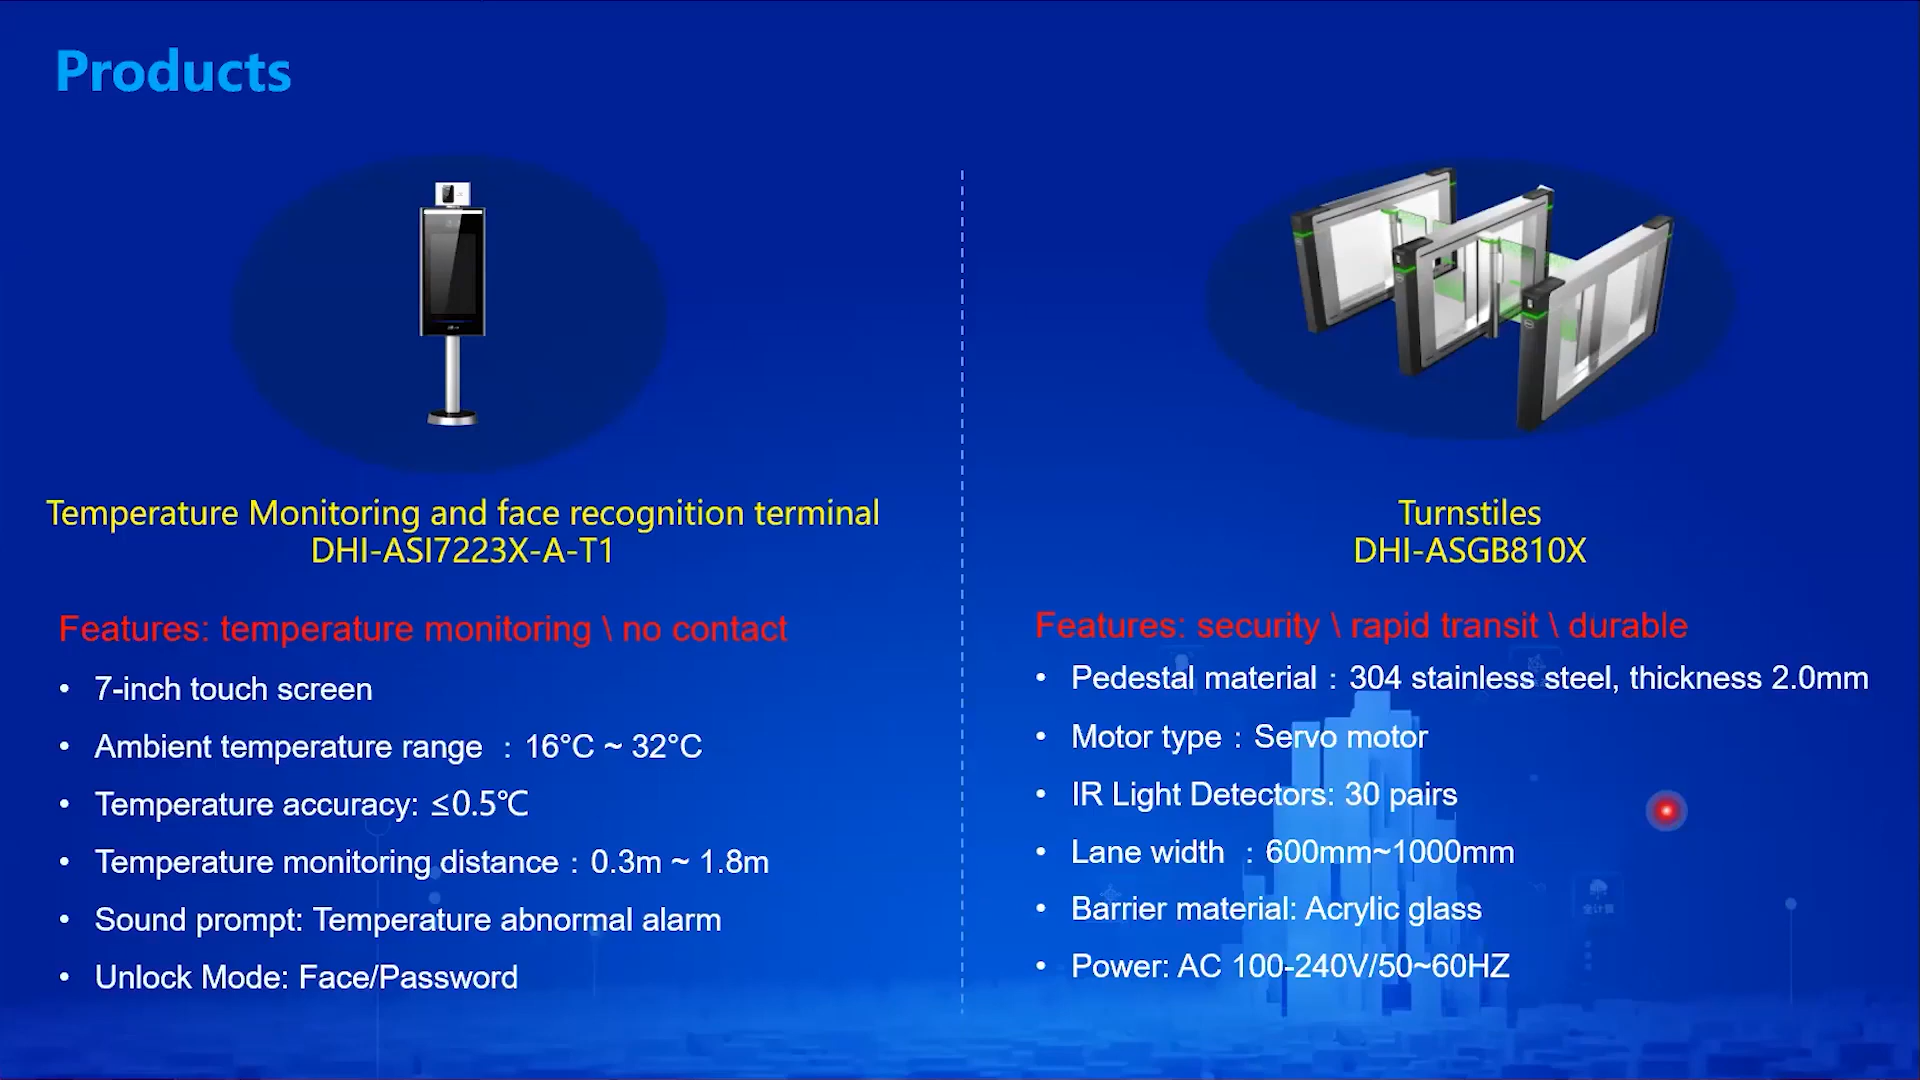 Products
Temperature Monitoring and face recognition terminal
DHI-ASI7223X-A-T1
Features: temperature monitoring \ no contact
• 7-inch touch screen
• Ambient temperature range ：16°C ~ 32°C
• Temperature accuracy: ≤0.5℃
• Temperature monitoring distance：0.3m ~ 1.8m
• Sound prompt: Temperature abnormal alarm
• Unlock Mode: Face/Password
Turnstiles
DHI-ASGB810X
Features: security \ rapid transit \ durable
• Pedestal material：304 stainless steel, thickness 2.0mm
• Motor type：Servo motor
• IR Light Detectors: 30 pairs
• Lane width ：600mm~1000mm
• Barrier material: Acrylic glass
• Power: AC 100-240V/50~60HZ